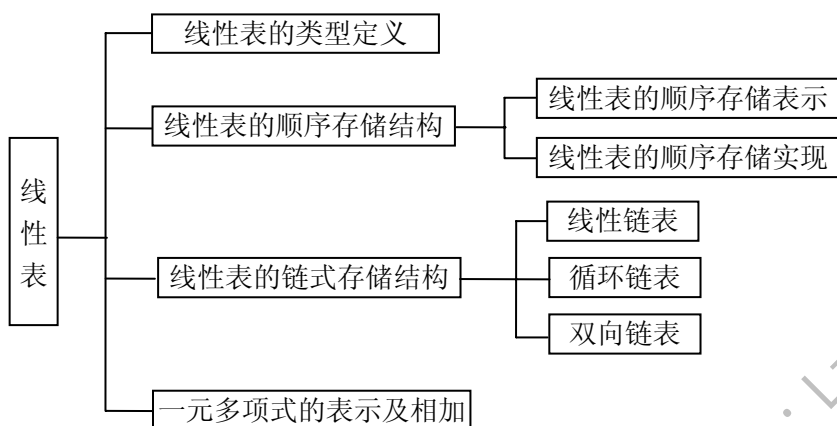 线性表的类型定义
线性表的顺序存储结构
线性表的顺序存储表示
线性表的顺序存储实现
线性表
线性表的链式存储结构
线性链表
循环链表
双向链表
一元多项式的表示及相加